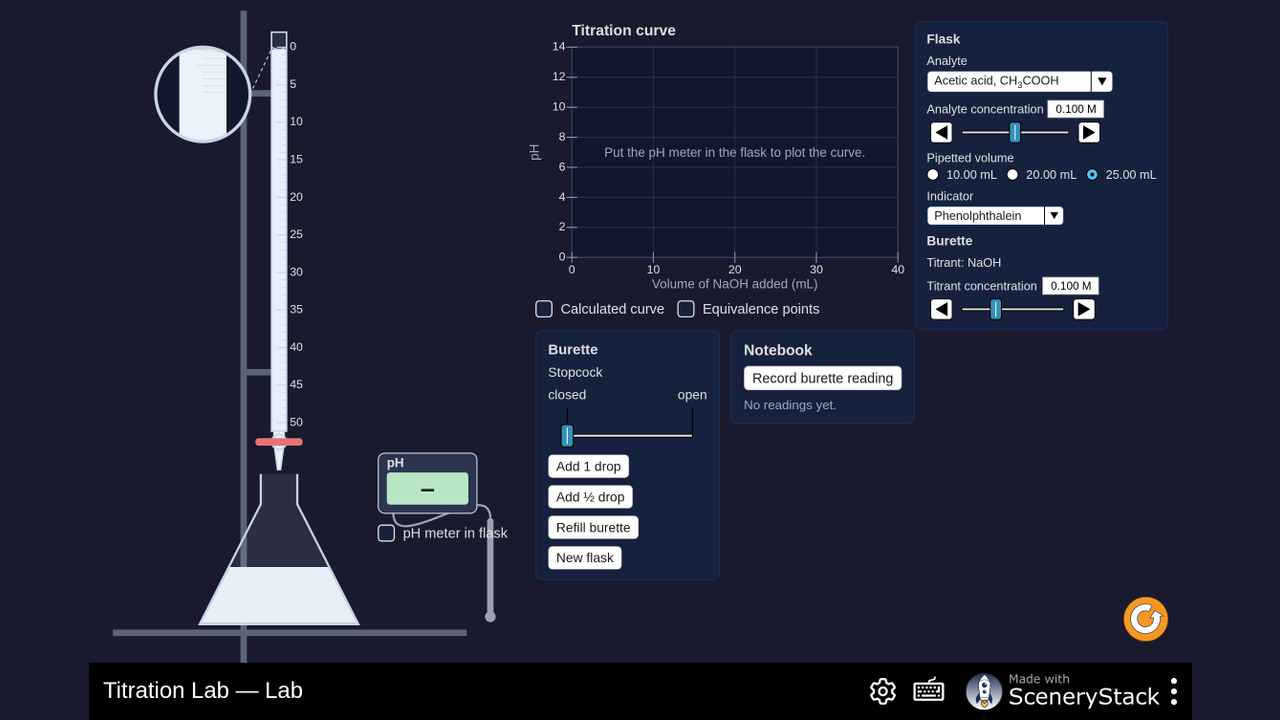 0
5
10
15
20
25
30
35
40
45
50
pH
–
pH meter in flask
Titration curve
14
12
10
8
6
4
2
0
pH
Put the pH meter in the flask to plot the curve.
0 10 20 30 40
Volume of NaOH added (mL)
Calculated curve Equivalence points
Burette
Stopcock
closed open
Add 1 drop
Add ½ drop
Refill burette
New flask
Notebook
Record burette reading
No readings yet.
Flask
Analyte
Acetic acid, CH₃COOH
Analyte concentration 0.100 M
Pipetted volume
10.00 mL 20.00 mL 25.00 mL
Indicator
Phenolphthalein
Burette
Titrant: NaOH
Titrant concentration 0.100 M
Titration Lab — Lab
Made with
SceneryStack